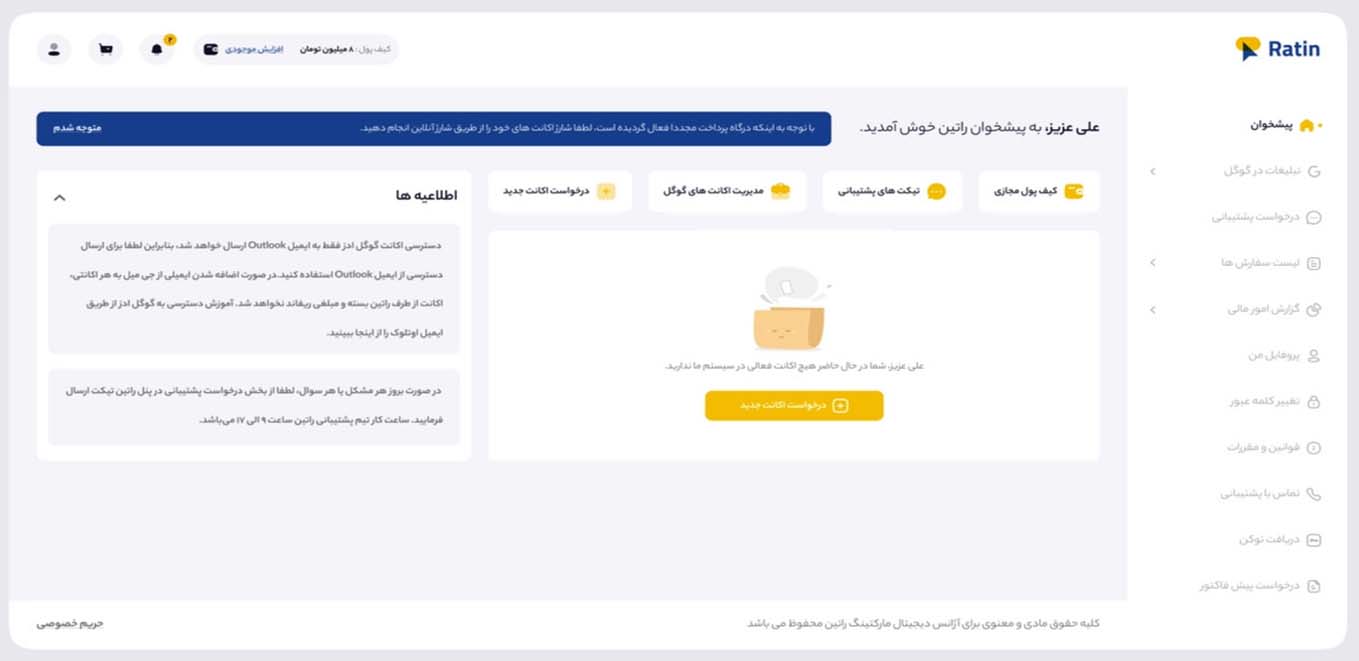 Ratin
کیف پول: ۸ میلیون تومان
افزایش موجودی
۲
پیشخوان
تبلیغات در گوگل
درخواست پشتیبانی
لیست سفارش ها
گزارش امور مالی
پروفایل من
تغییر کلمه عبور
قوانین و مقررات
تماس با پشتیبانی
دریافت توکن
درخواست پیش فاکتور
علی عزیز، به پیشخوان راتین خوش آمدید.
با توجه به اینکه درگاه پرداخت مجددا فعال گردیده است، لطفا شارژ اکانت های خود را از طریق شارژ آنلاین انجام دهید.
متوجه شدم
کیف پول مجازی
تیکت های پشتیبانی
مدیریت اکانت های گوگل
درخواست اکانت جدید
علی عزیز، شما در حال حاضر هیچ اکانت فعالی در سیستم ما ندارید.
درخواست اکانت جدید
اطلاعیه ها
دسترسی اکانت گوگل ادز فقط به ایمیل Outlook ارسال خواهد شد، بنابراین لطفا برای ارسال
دسترسی از ایمیل Outlook استفاده کنید.در صورت اضافه شدن ایمیلی از جی میل به هر اکانتی،
اکانت از طرف راتین بسته و مبلغی ریفاند نخواهد شد. آموزش دسترسی به گوگل ادز از طریق
ایمیل اوتلوک را از اینجا ببینید.
در صورت بروز هر مشکل یا هر سوال، لطفا از بخش درخواست پشتیبانی در پنل راتین تیکت ارسال
فرمایید. ساعت کار تیم پشتیبانی راتین ساعت ۹ الی ۱۷ می‌باشد.
کلیه حقوق مادی و معنوی برای آژانس دیجیتال مارکتینگ راتین محفوظ می باشد
حریم خصوصی